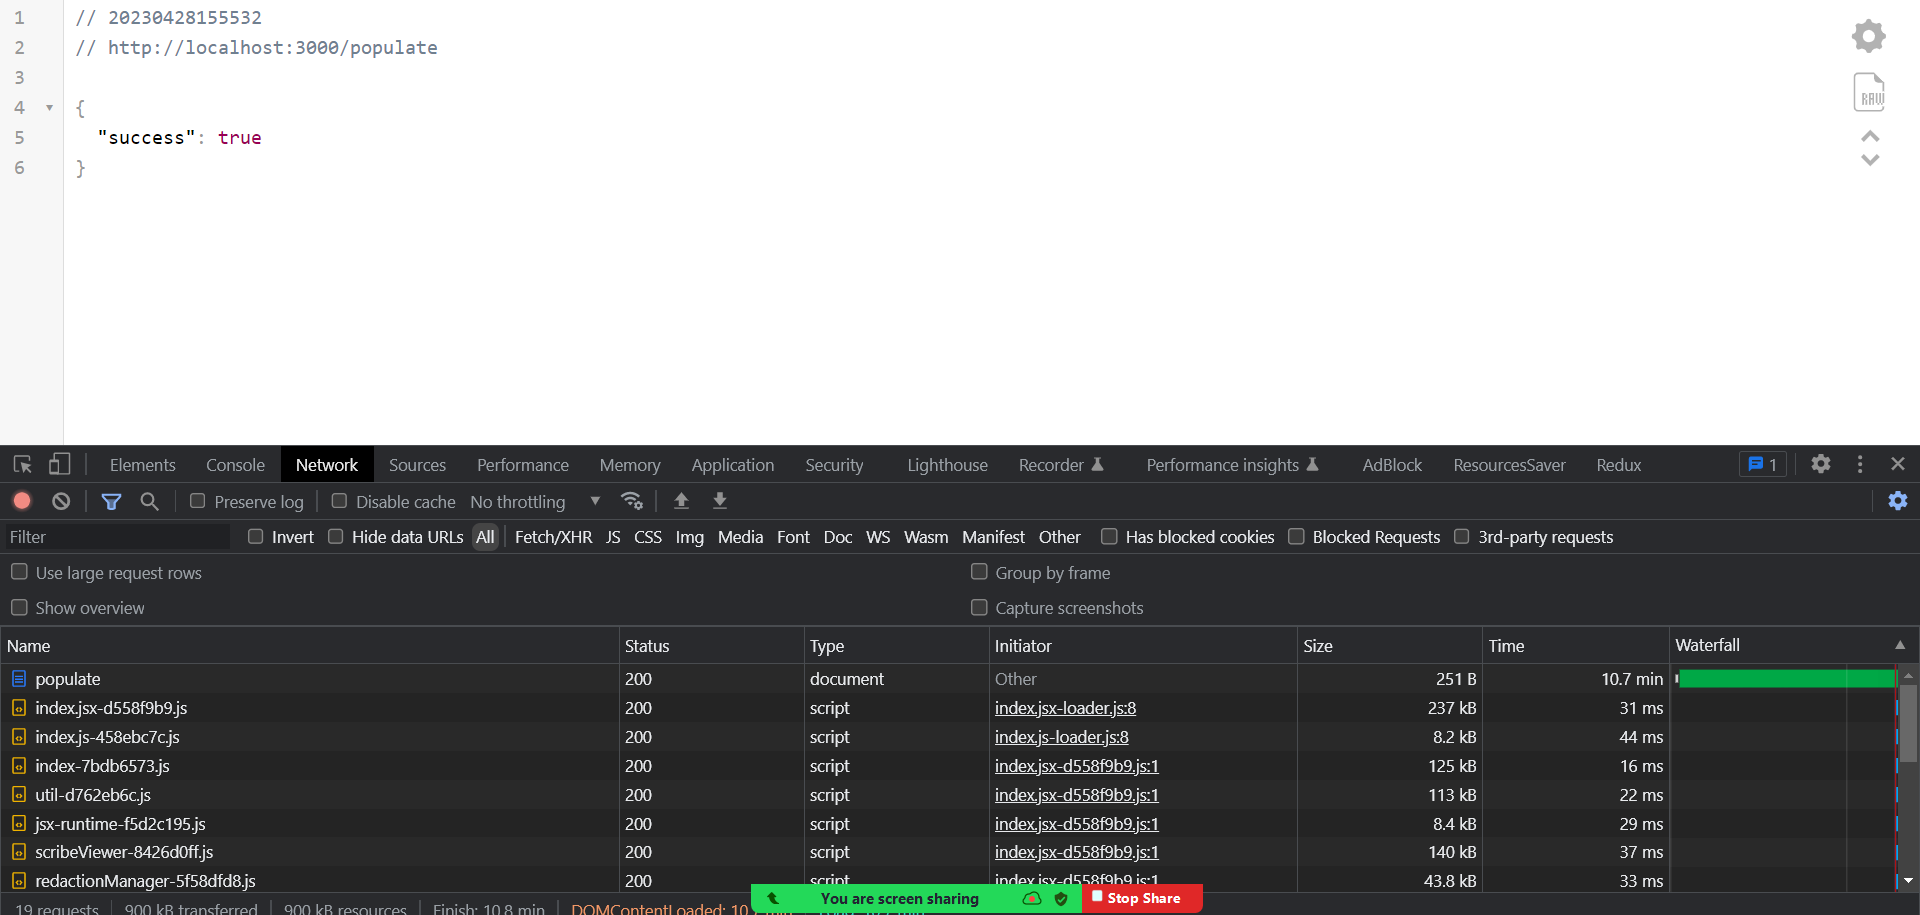 1 // 20230428155532
2 // http://localhost:3000/populate
3
4 {
5 "success": true
6 }
RAW
Elements Console Network Sources Performance Memory Application Security Lighthouse Recorder Performance insights AdBlock ResourcesSaver Redux 1
Preserve log Disable cache No throttling
Filter Invert Hide data URLs All Fetch/XHR JS CSS Img Media Font Doc WS Wasm Manifest Other Has blocked cookies Blocked Requests 3rd-party requests
Use large request rows Group by frame
Show overview Capture screenshots
Name Status Type Initiator Size Time Waterfall
populate 200 document Other 251 B 10.7 min
index.jsx-d558f9b9.js 200 script index.jsx-loader.js:8 237 kB 31 ms
index.js-458ebc7c.js 200 script index.js-loader.js:8 8.2 kB 44 ms
index-7bdb6573.js 200 script index.jsx-d558f9b9.js:1 125 kB 16 ms
util-d762eb6c.js 200 script index.jsx-d558f9b9.js:1 113 kB 22 ms
jsx-runtime-f5d2c195.js 200 script index.jsx-d558f9b9.js:1 8.4 kB 29 ms
scribeViewer-8426d0ff.js 200 script index.jsx-d558f9b9.js:1 140 kB 37 ms
redactionManager-5f58dfd8.js 200 script index.jsx-d558f9b9.js:1 43.8 kB 33 ms
You are screen sharing Stop Share
19 requests 900 kB transferred 900 kB resources Finish: 10.8 min DOMContentLoaded: 10